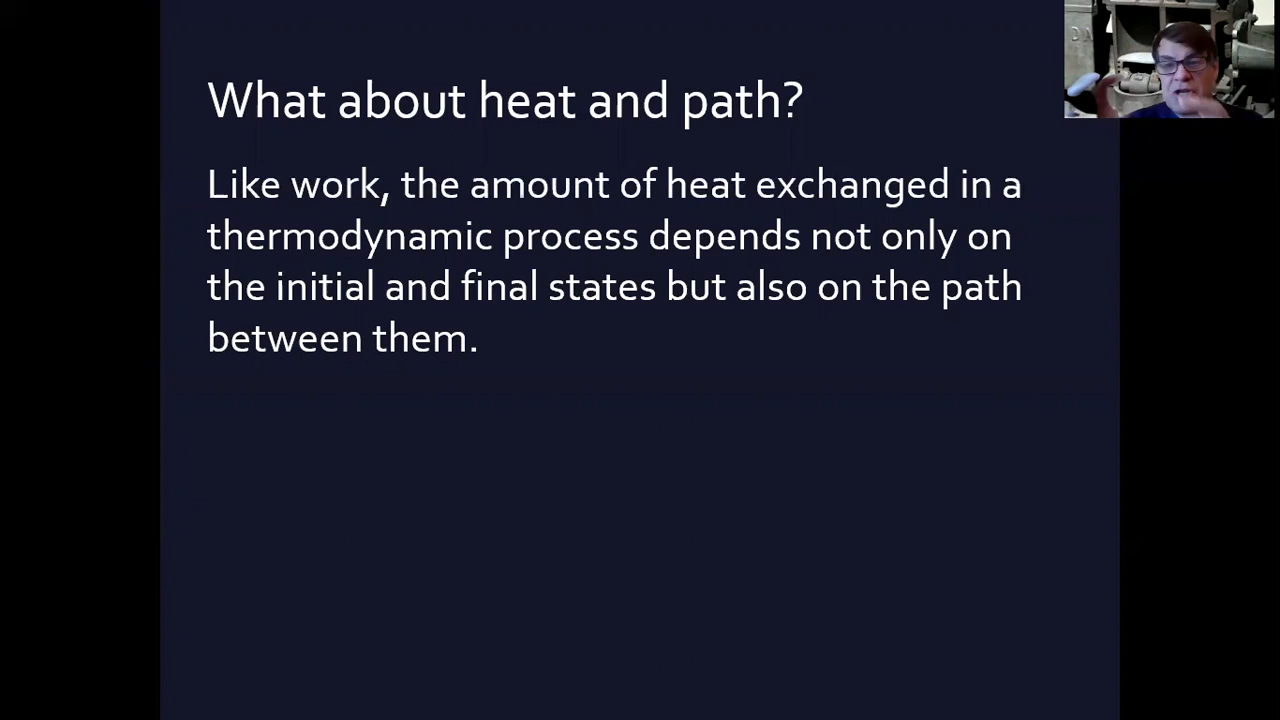 What about heat and path?
Like work, the amount of heat exchanged in a
thermodynamic process depends not only on
the initial and final states but also on the path
between them.